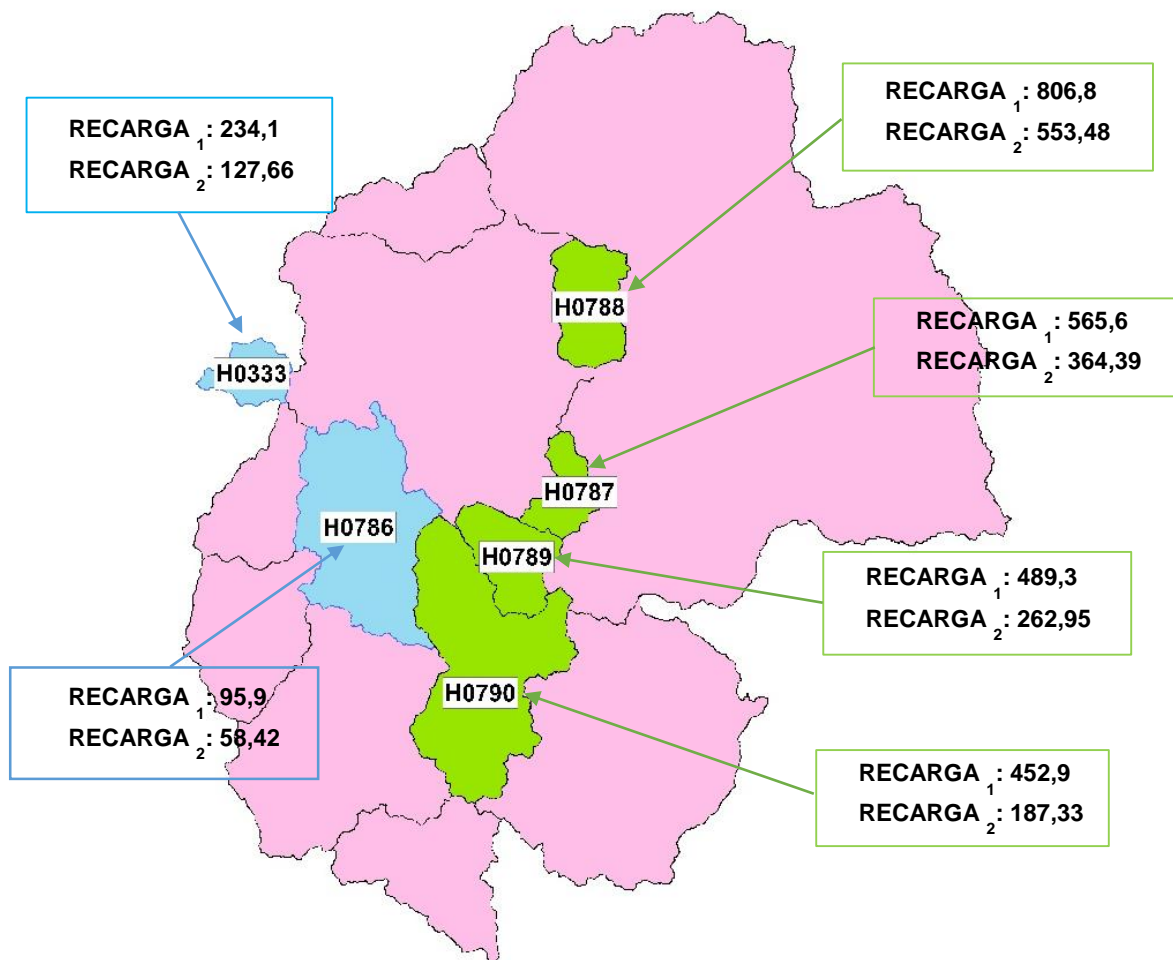 RECARGA 1: 234,1
RECARGA 2: 127,66
RECARGA 1: 806,8
RECARGA 2: 553,48
H0788
RECARGA 1: 565,6
RECARGA 2: 364,39
H0333
H0787
H0786
H0789
RECARGA 1: 489,3
RECARGA 2: 262,95
H0790
RECARGA 1: 95,9
RECARGA 2: 58,42
RECARGA 1: 452,9
RECARGA 2: 187,33